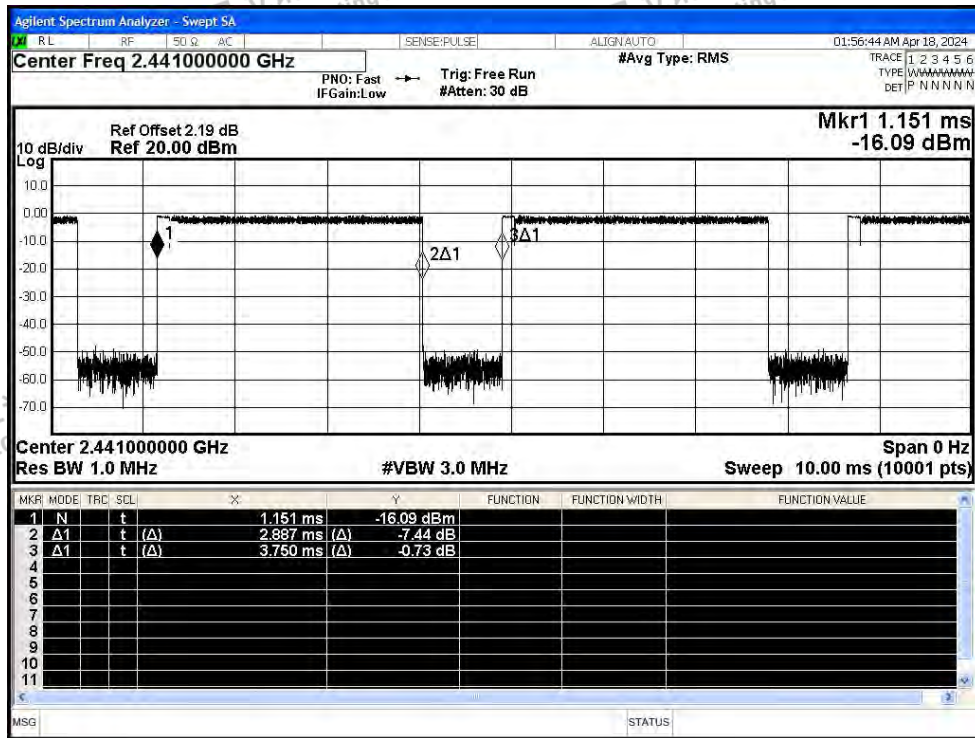 Agilent Spectrum Analyzer - Swept SA
LXI RL RF 50 Ω AC SENSE:PULSE ALIGN AUTO 01:56:44 AM Apr 18, 2024
Center Freq 2.441000000 GHz #Avg Type: RMS TRACE 1 2 3 4 5 6
PNO: Fast Trig: Free Run TYPE WWWWWW
IFGain:Low #Atten: 30 dB DET P N N N N N
Mkr1 1.151 ms
Ref Offset 2.19 dB
10 dB/div Ref 20.00 dBm -16.09 dBm
Log
10.0
0.00
1 3Δ1
-10.0
2Δ1
-20.0
-30.0
-40.0
-50.0
-60.0
-70.0
Center 2.441000000 GHz Span 0 Hz
Res BW 1.0 MHz #VBW 3.0 MHz Sweep 10.00 ms (10001 pts)
MKR MODE TRC SCL X Y FUNCTION FUNCTION WIDTH FUNCTION VALUE
1 N t 1.151 ms -16.09 dBm
2 Δ1 t (Δ) 2.887 ms (Δ) -7.44 dB
3 Δ1 t (Δ) 3.750 ms (Δ) -0.73 dB
4
5
6
7
8
9
10
11
MSG STATUS